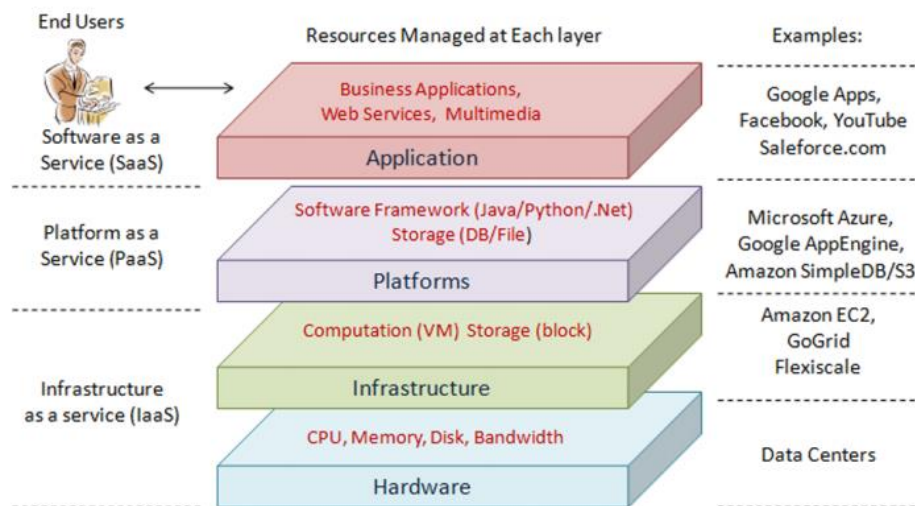 End Users
Resources Managed at Each layer
Examples:
Business Applications,
Web Services, Multimedia
Application
Software as a
Service (SaaS)
Google Apps,
Facebook, YouTube
Saleforce.com
Software Framework (Java/Python/.Net)
Storage (DB/File)
Platforms
Platform as a
Service (PaaS)
Microsoft Azure,
Google AppEngine,
Amazon SimpleDB/S3
Computation (VM) Storage (block)
Infrastructure
Amazon EC2,
GoGrid
Flexiscale
Infrastructure
as a service (IaaS)
CPU, Memory, Disk, Bandwidth
Hardware
Data Centers